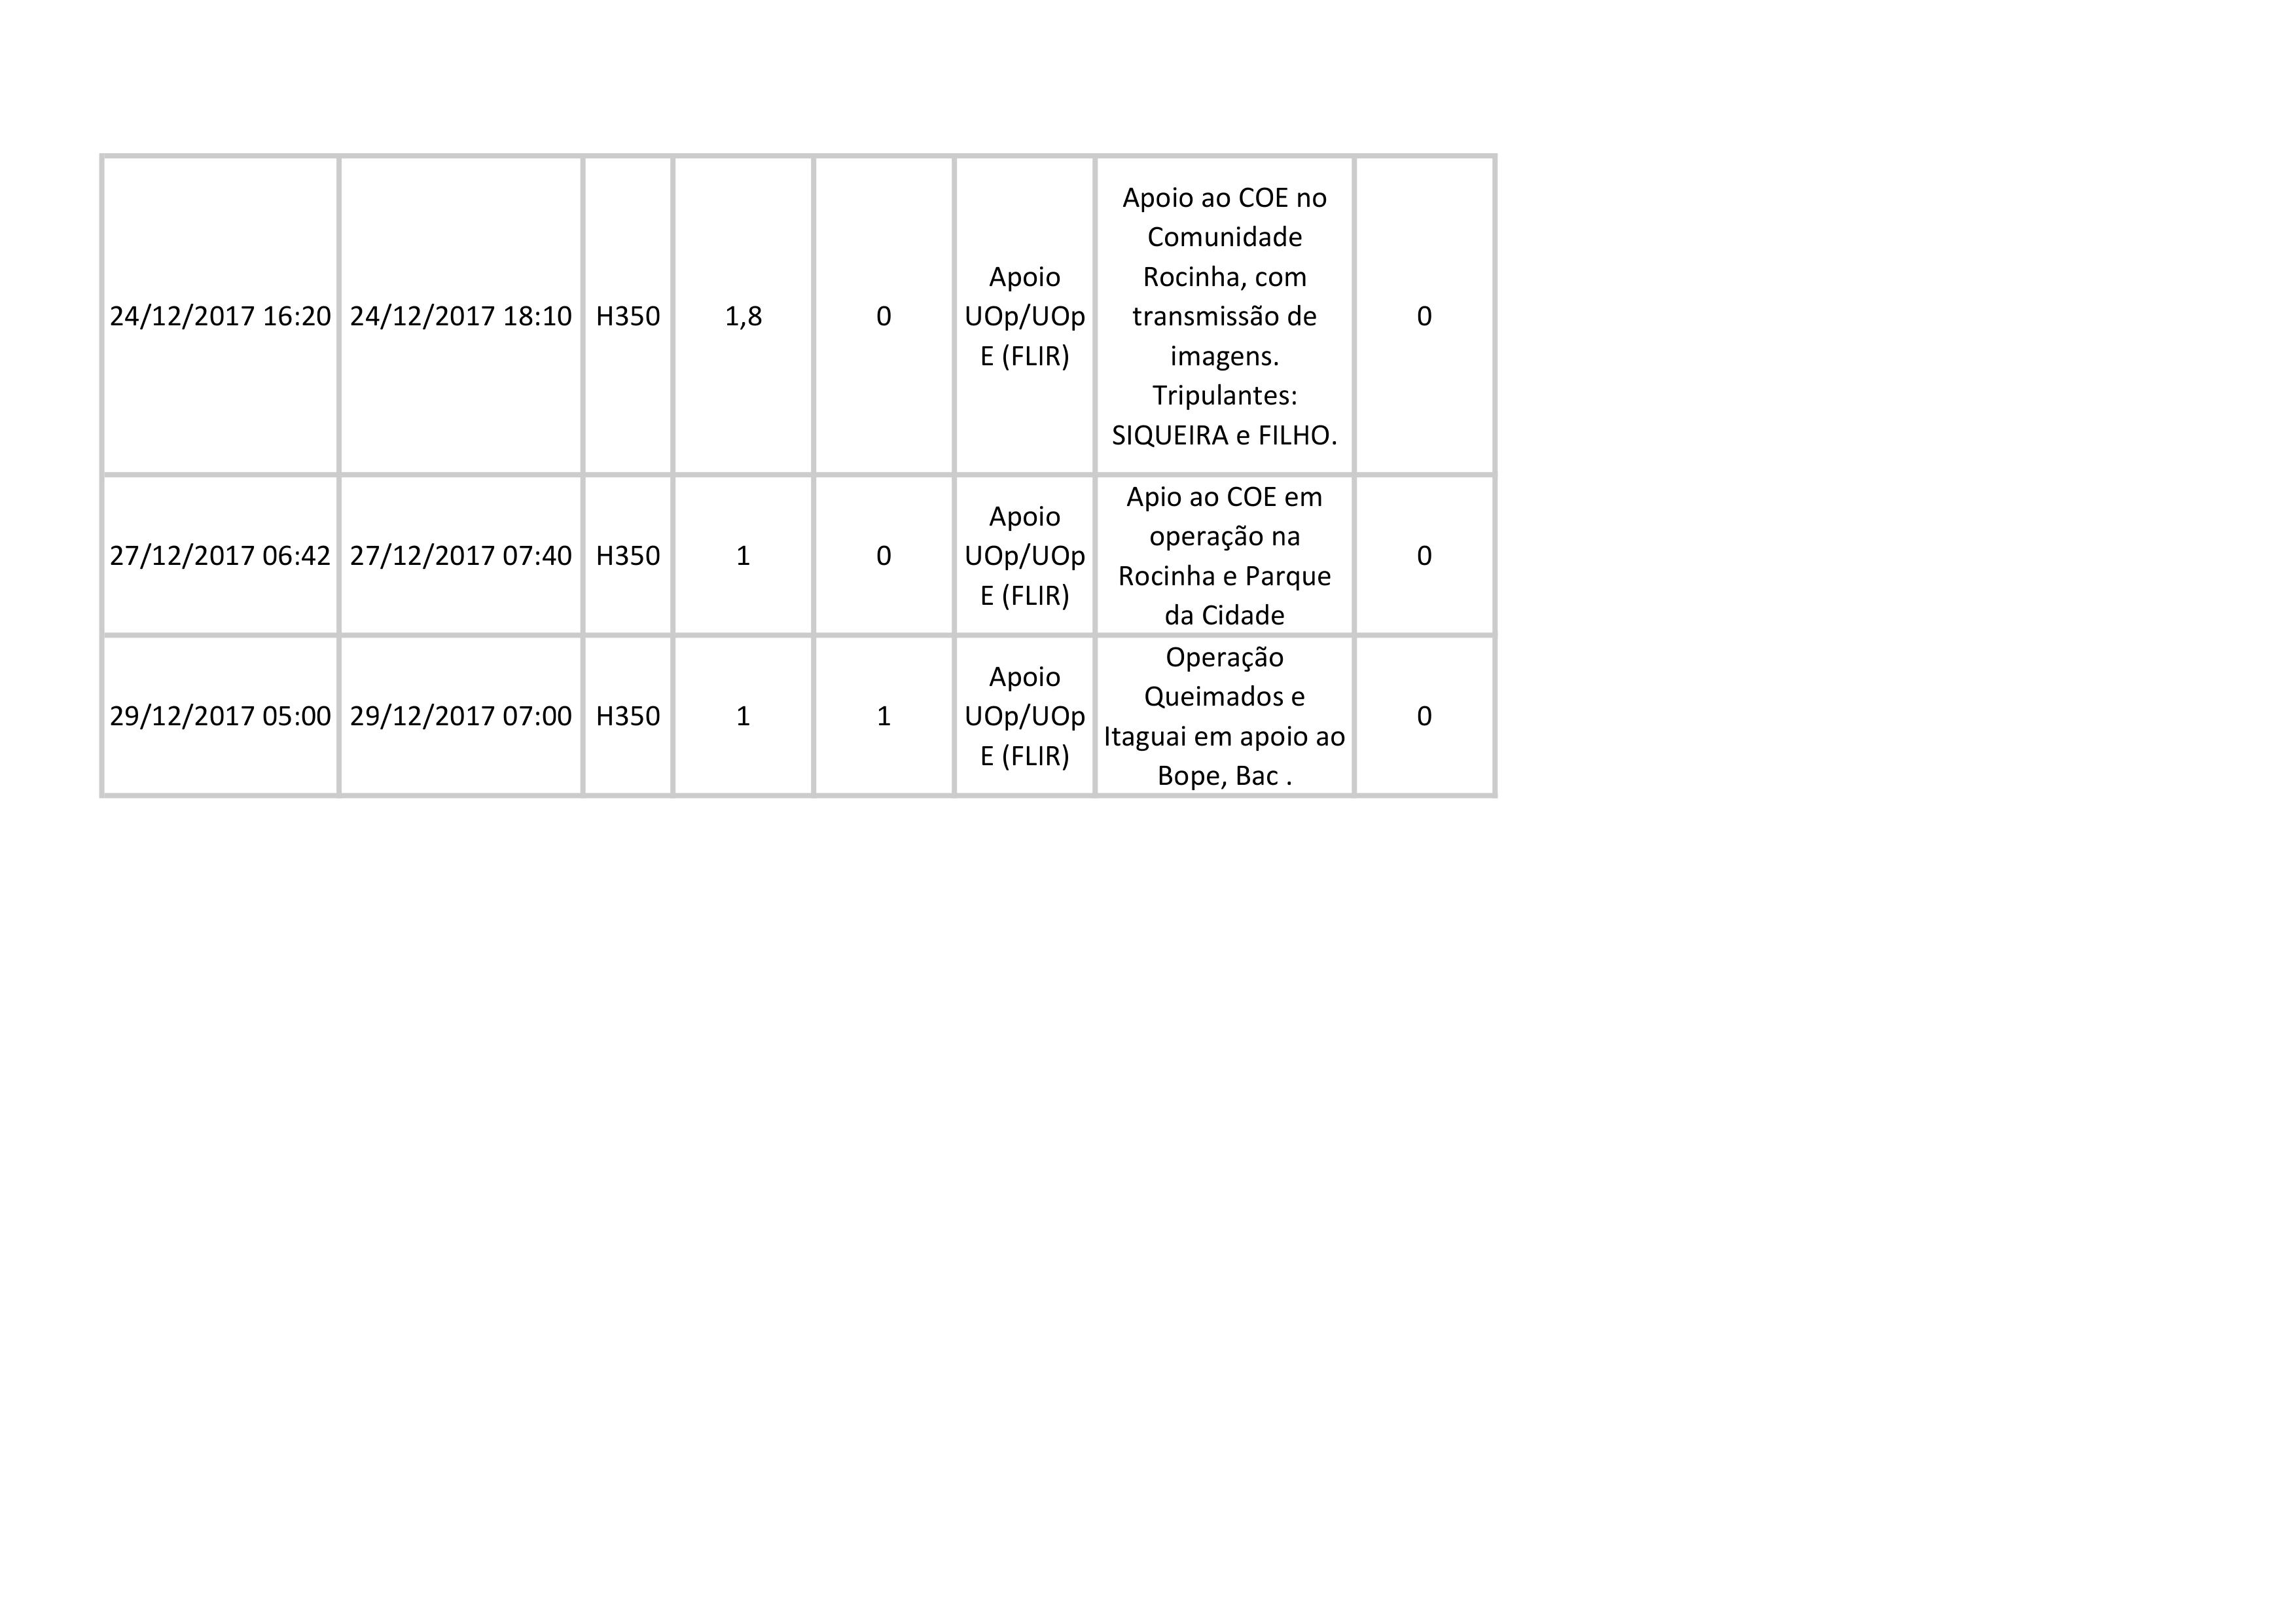 24/12/2017 16:20 24/12/2017 18:10 H350 1,8 0 Apoio
UOp/UOp
E (FLIR) Apoio ao COE no
Comunidade
Rocinha, com
transmissão de
imagens.
Tripulantes:
SIQUEIRA e FILHO. 0
27/12/2017 06:42 27/12/2017 07:40 H350 1 0 Apoio
UOp/UOp
E (FLIR) Apio ao COE em
operação na
Rocinha e Parque
da Cidade 0
29/12/2017 05:00 29/12/2017 07:00 H350 1 1 Apoio
UOp/UOp
E (FLIR) Operação
Queimados e
Itaguai em apoio ao
Bope, Bac . 0